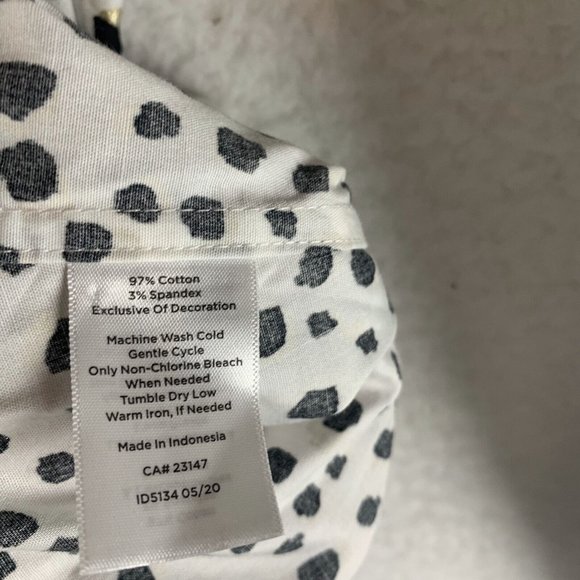 97% Cotton
3% Spandex
Exclusive Of Decoration
Machine Wash Cold
Gentle Cycle
Only Non-Chlorine Bleach
When Needed
Tumble Dry Low
Warm Iron, If Needed
Made In Indonesia
CA# 23147
ID5134 05/20